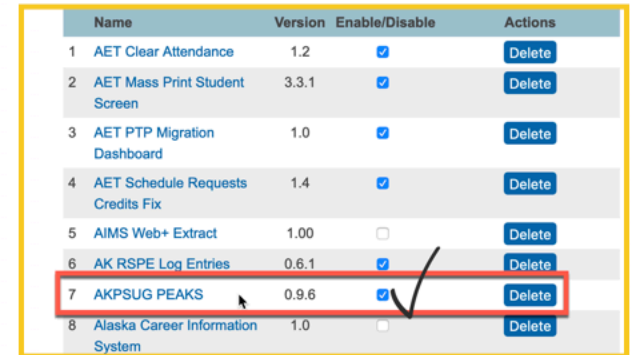 Name Version Enable/Disable Actions
1 AET Clear Attendance 1.2 Delete
2 AET Mass Print Student 3.3.1 Delete
Screen
3 AET PTP Migration 1.0 Delete
Dashboard
4 AET Schedule Requests 1.4 Delete
Credits Fix
5 AIMS Web+ Extract 1.00 Delete
6 AK RSPE Log Entries 0.6.1 Delete
7 AKPSUG PEAKS 0.9.6 Delete
8 Alaska Career Information 1.0 Delete
System